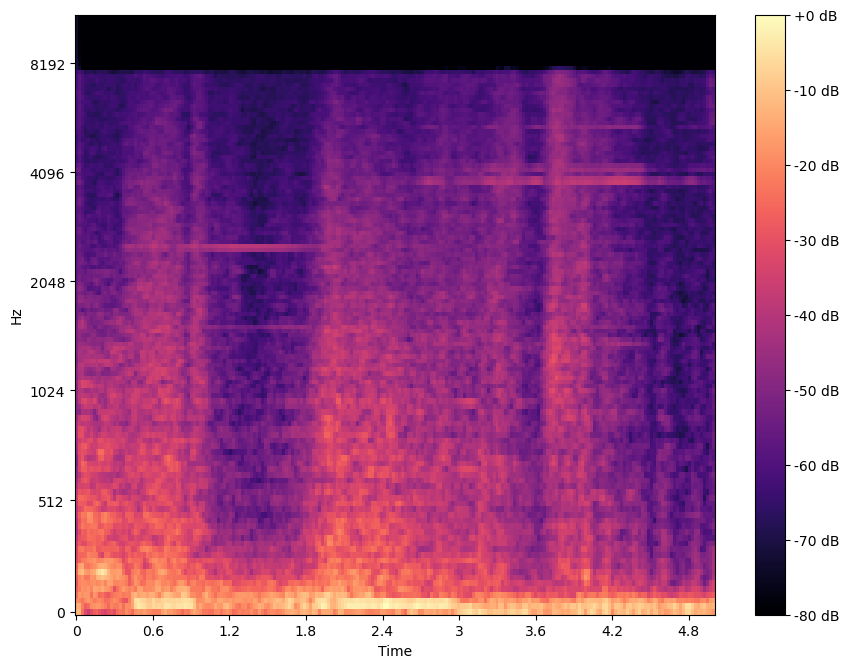 +0 dB
8192
-10 dB
4096
-20 dB
-30 dB
2048
Hz
-40 dB
1024
-50 dB
512
-60 dB
-70 dB
0
-80 dB
0 0.6 1.2 1.8 2.4 3 3.6 4.2 4.8
Time